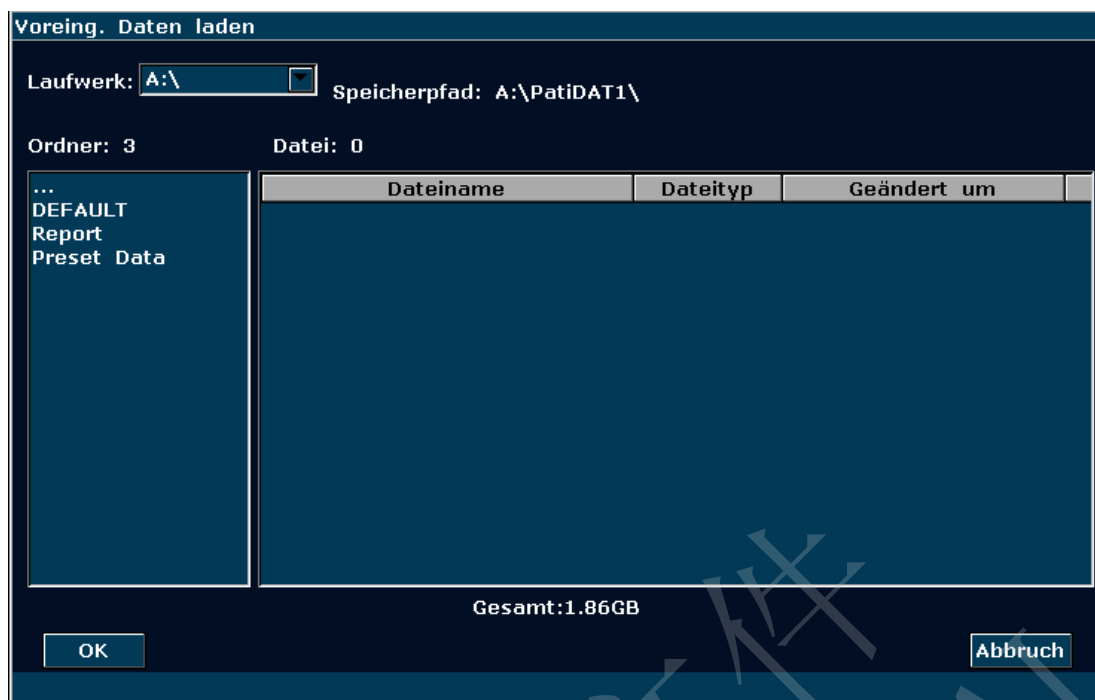 Voreing. Daten laden
Laufwerk: A:\
Speicherpfad: A:\PatiDAT1\
Ordner: 3
Datei: 0
...
DEFAULT
Report
Preset Data
Dateiname
Dateityp
Geändert um
Gesamt:1.86GB
OK
Abbruch
件